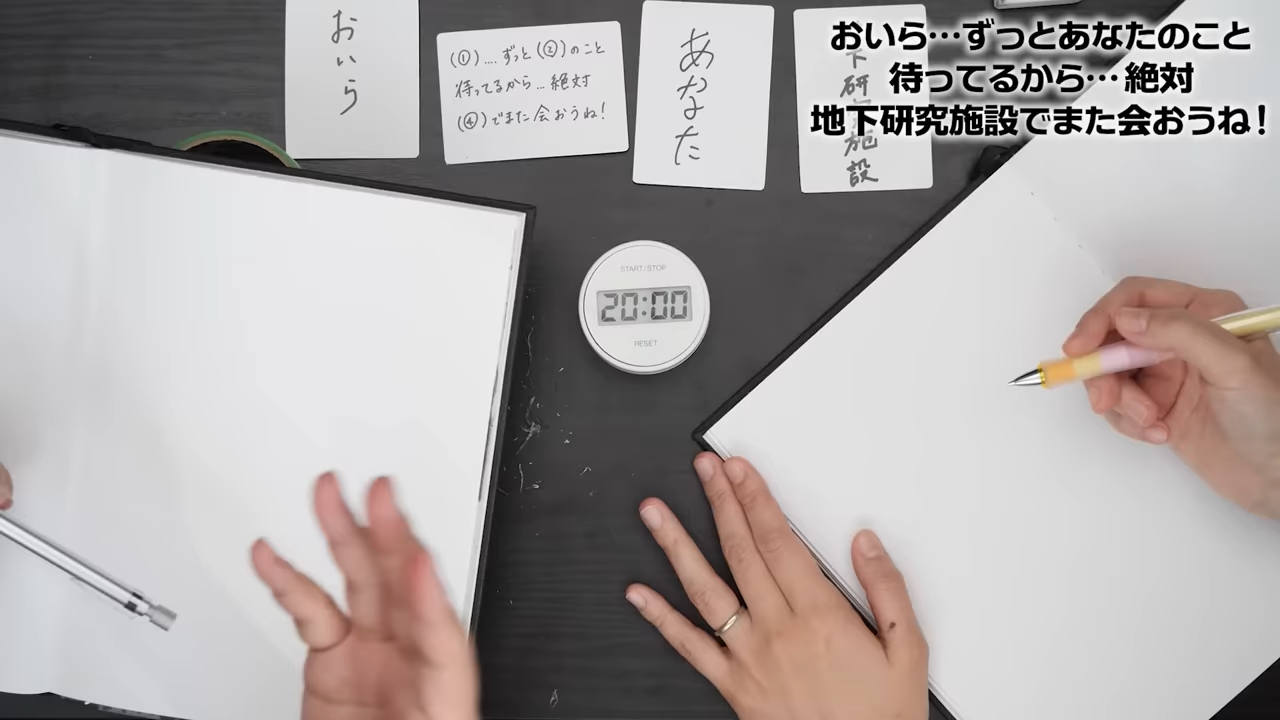 おいら…ずっとあなたのこと
待ってるから…絶対
地下研究施設でまた会おうね！
おいら
(①)….ずっと(②)のこと
待ってるから…絶対
(④)でまた会おうね!
あなた
下研究施設
START/STOP
20:00
RESET